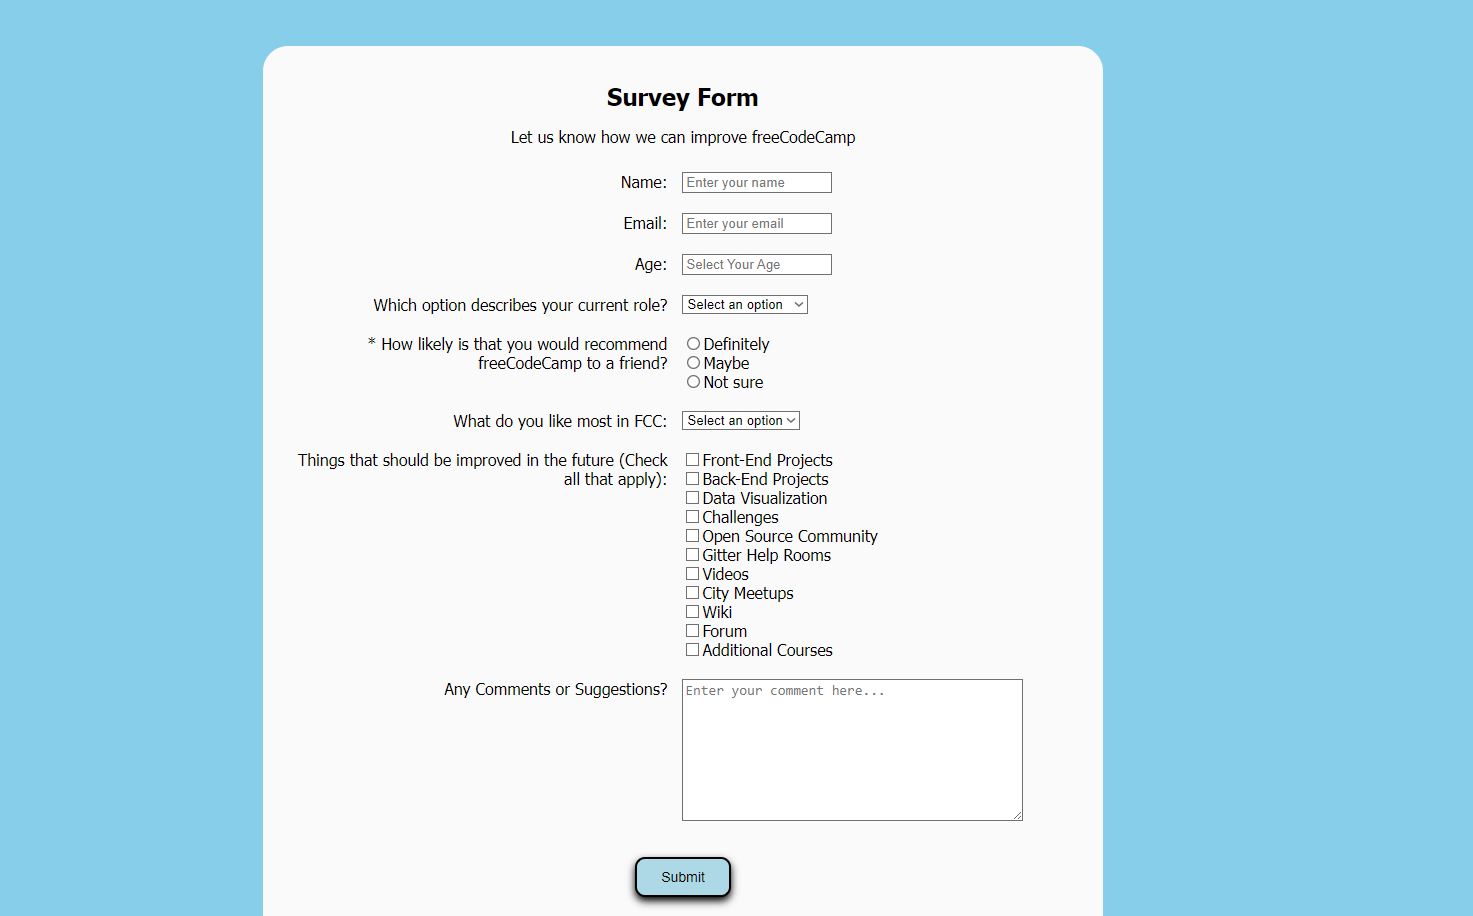 Survey Form
Let us know how we can improve freeCodeCamp
Name: Enter your name
Email: Enter your email
Age: Select Your Age
Which option describes your current role? Select an option
* How likely is that you would recommend
freeCodeCamp to a friend?
Definitely
Maybe
Not sure
What do you like most in FCC: Select an option
Things that should be improved in the future (Check
all that apply):
Front-End Projects
Back-End Projects
Data Visualization
Challenges
Open Source Community
Gitter Help Rooms
Videos
City Meetups
Wiki
Forum
Additional Courses
Any Comments or Suggestions? Enter your comment here...
Submit